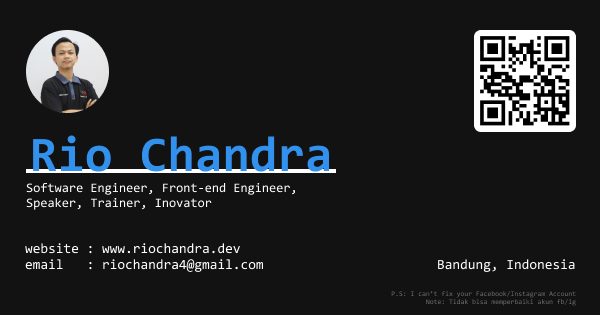 Rio Chandra
Software Engineer, Front-end Engineer,
Speaker, Trainer, Inovator
website : www.riochandra.dev
email   : riochandra4@gmail.com
Bandung, Indonesia
P.S: I can't fix your Facebook/Instagram Account
Note: Tidak bisa memperbaiki akun fb/ig